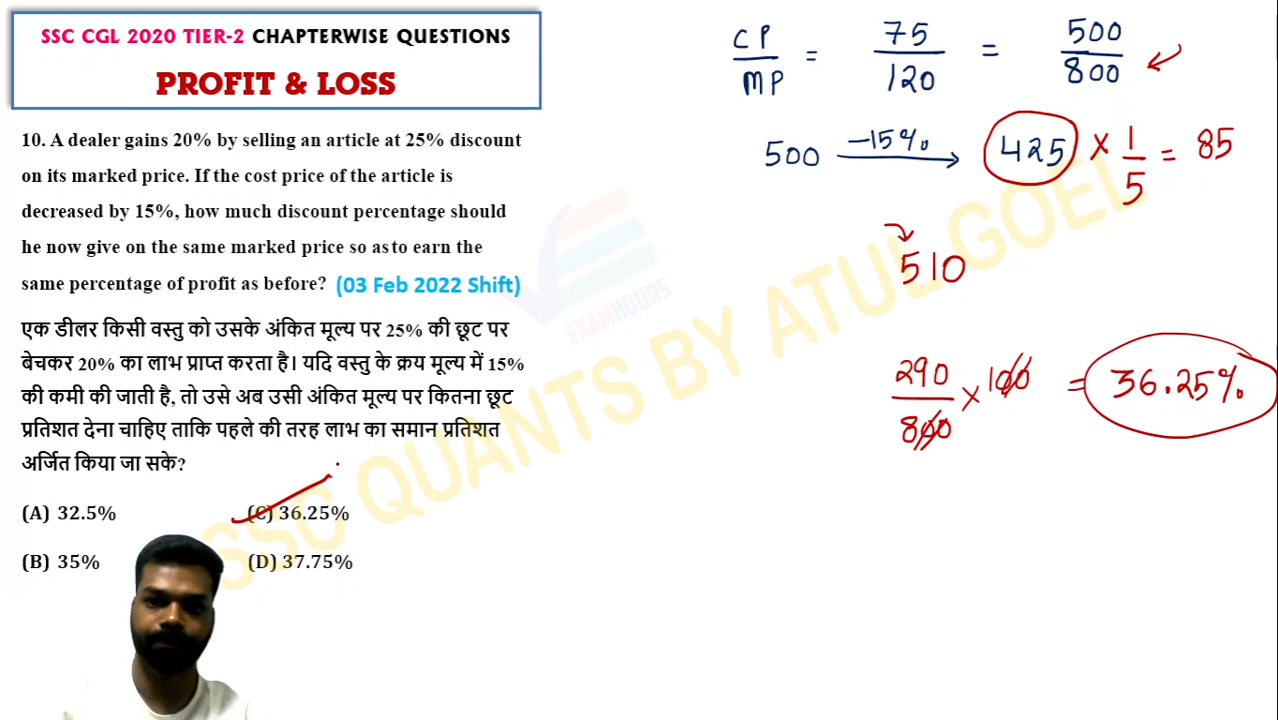 SSC CGL 2020 TIER-2 CHAPTERWISE QUESTIONS
PROFIT & LOSS
10. A dealer gains 20% by selling an article at 25% discount
on its marked price. If the cost price of the article is
decreased by 15%, how much discount percentage should
he now give on the same marked price so as to earn the
same percentage of profit as before? (03 Feb 2022 Shift)
एक डीलर किसी वस्तु को उसके अंकित मूल्य पर 25% की छूट पर
बेचकर 20% का लाभ प्राप्त करता है। यदि वस्तु के क्रय मूल्य में 15%
की कमी की जाती है, तो उसे अब उसी अंकित मूल्य पर कितना छूट
प्रतिशत देना चाहिए ताकि पहले की तरह लाभ का समान प्रतिशत
अर्जित किया जा सके?
(A) 32.5% (C) 36.25%
(B) 35% (D) 37.75%
CP/MP = 75/120 = 500/800
500 -15% 425 × 1/5 = 85
510
290/800 × 100 = 36.25%
SSC QUANTS BY ATUL GOEL
EXAMHOURS